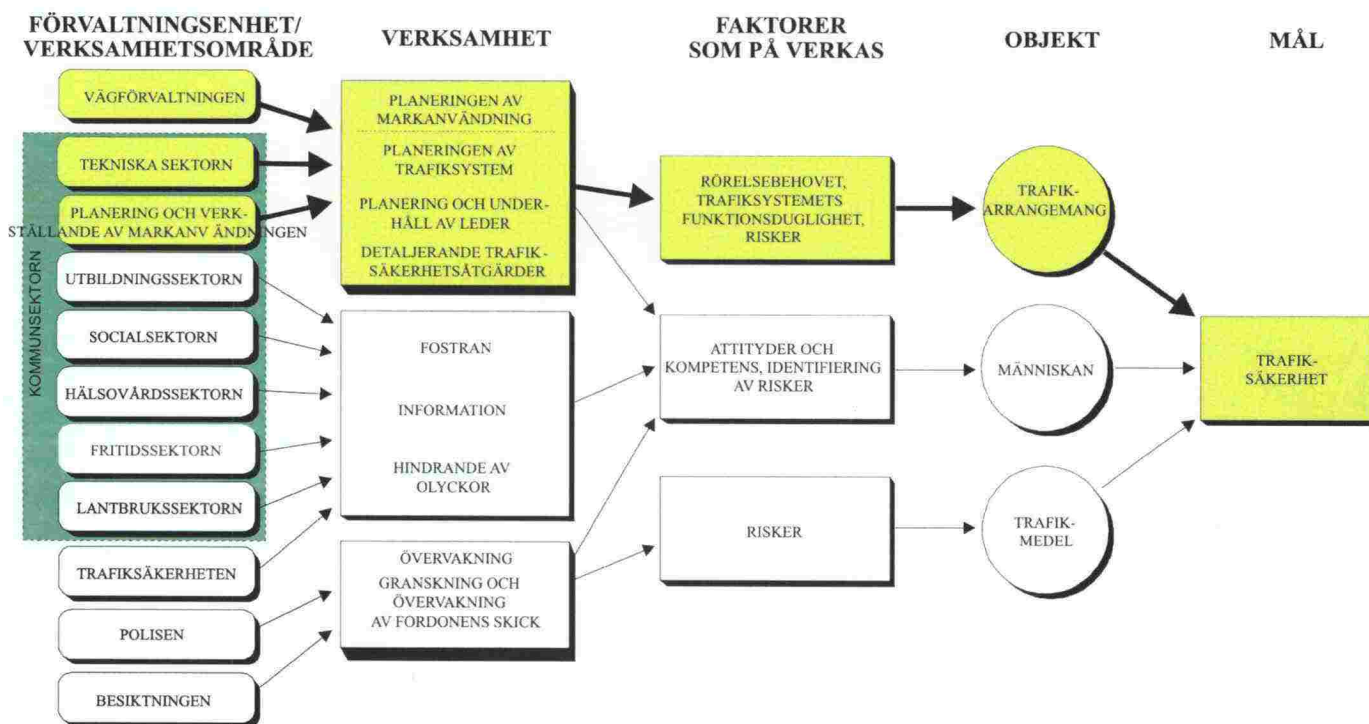 FÖRVALTNINGSENHET/
VERKSAMHETSOMRÅDE
VERKSAMHET
FAKTORER
SOM PÅ VERKAS
OBJEKT
MÅL
VÄGFÖRVALTNINGEN
KOMMUNSEKTORN
TEKNISKA SEKTORN
PLANERING OCH VERK-
STÄLLANDE AV MARKANV ÄNDNINGEN
UTBILDNINGSSEKTORN
SOCIALSEKTORN
HÄLSOVÅRDSSEKTORN
FRITIDSSEKTORN
LANTBRUKSSEKTORN
TRAFIKSÄKERHETEN
POLISEN
BESIKTNINGEN
PLANERINGEN AV
MARKANVÄNDNING
PLANERINGEN AV
TRAFIKSYSTEM
PLANERING OCH UNDER-
HÅLL AV LEDER
DETALJERANDE TRAFIK-
SÄKERHETSÅTGÄRDER
FOSTRAN
INFORMATION
HINDRANDE AV
OLYCKOR
ÖVERVAKNING
GRANSKNING OCH
ÖVERVAKNING
AV FORDONENS SKICK
RÖRELSEBEHOVET,
TRAFIKSYSTEMETS
FUNKTIONSDUGLIGHET,
RISKER
ATTITYDER OCH
KOMPETENS, IDENTIFIERING
AV RISKER
RISKER
TRAFIK-
ARRANGEMANG
MÄNNISKAN
TRAFIK-
MEDEL
TRAFIK-
SÄKERHET